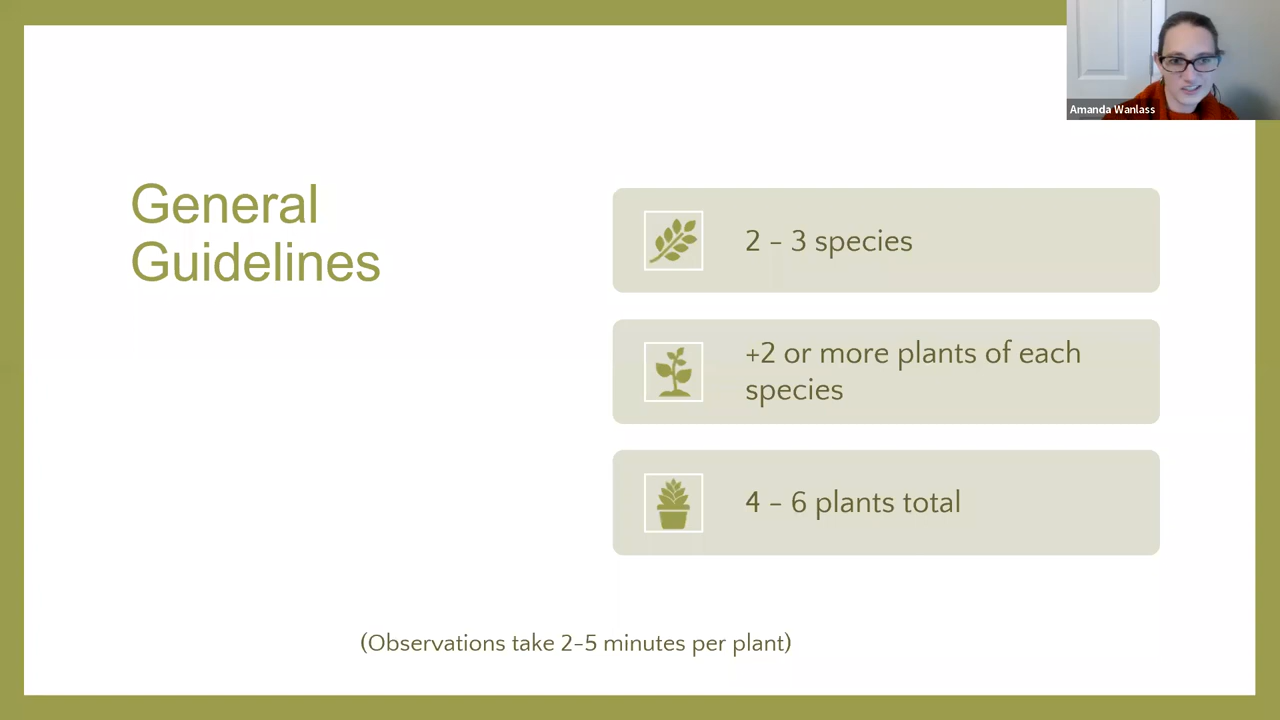 Amanda Wanlass
General
Guidelines
2 – 3 species
+2 or more plants of each
species
4 – 6 plants total
(Observations take 2-5 minutes per plant)